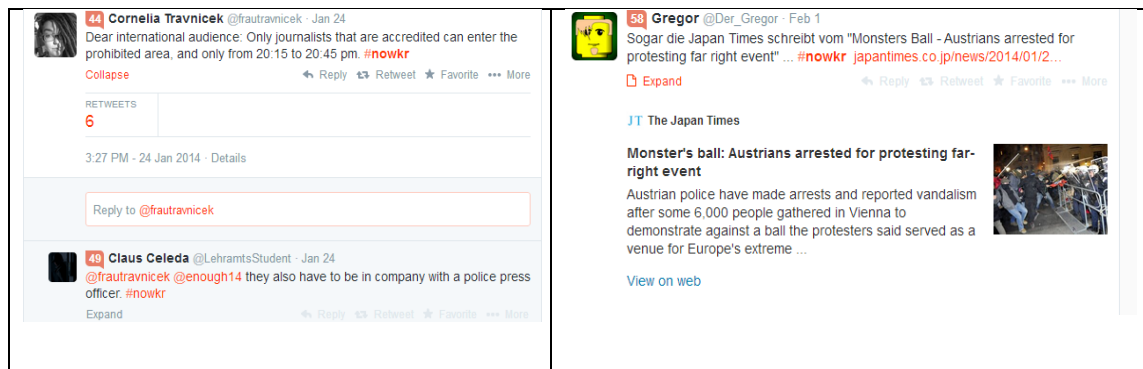 44 Cornelia Travnicek @frautravnicek · Jan 24
Dear international audience: Only journalists that are accredited can enter the
prohibited area, and only from 20:15 to 20:45 pm. #nowkr
Collapse Reply Retweet Favorite More
RETWEETS
6
3:27 PM - 24 Jan 2014 · Details
Reply to @frautravnicek
49 Claus Celeda @LehramtsStudent · Jan 24
@frautravnicek @enough14 they also have to be in company with a police press
officer. #nowkr
Expand Reply Retweet Favorite More
58 Gregor @Der_Gregor · Feb 1
Sogar die Japan Times schreibt vom "Monsters Ball - Austrians arrested for
protesting far right event" ... #nowkr japantimes.co.jp/news/2014/01/2...
Expand Reply Retweet Favorite More
JT The Japan Times
Monster's ball: Austrians arrested for protesting far-
right event
Austrian police have made arrests and reported vandalism
after some 6,000 people gathered in Vienna to
demonstrate against a ball the protesters said served as a
venue for Europe's extreme ...
View on web